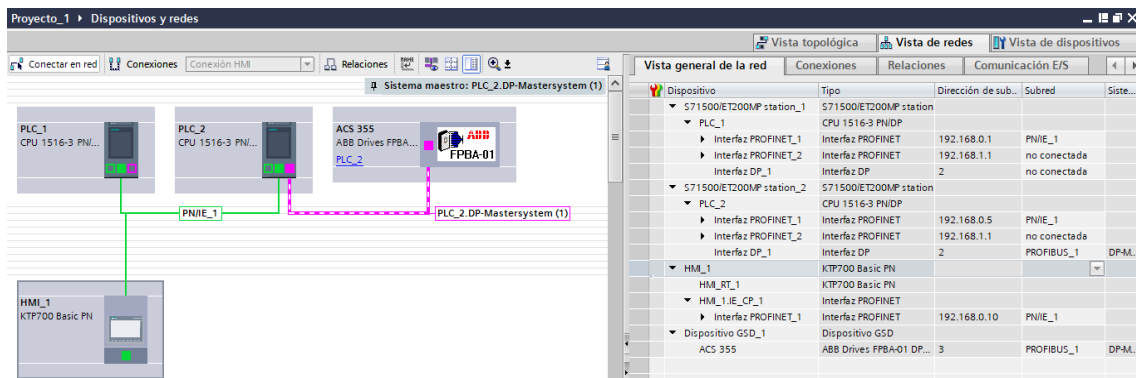 Proyecto_1 ▸ Dispositivos y redes
Vista topológica Vista de redes Vista de dispositivos
Conectar en red Conexiones Conexión HMI Relaciones
Sistema maestro: PLC_2.DP-Mastersystem (1)
PLC_1
CPU 1516-3 PN/...
PLC_2
CPU 1516-3 PN/...
ACS 355
ABB Drives FPBA...
PLC_2
ABB
FPBA-01
PN/IE_1
PLC_2.DP-Mastersystem (1)
HMI_1
KTP700 Basic PN
Vista general de la red Conexiones Relaciones Comunicación E/S
Dispositivo Tipo Dirección de sub.. Subred Siste...
S71500/ET200MP station_1 S71500/ET200MP station
PLC_1 CPU 1516-3 PN/DP
Interfaz PROFINET_1 Interfaz PROFINET 192.168.0.1 PN/IE_1
Interfaz PROFINET_2 Interfaz PROFINET 192.168.1.1 no conectada
Interfaz DP_1 Interfaz DP 2 no conectada
S71500/ET200MP station_2 S71500/ET200MP station
PLC_2 CPU 1516-3 PN/DP
Interfaz PROFINET_1 Interfaz PROFINET 192.168.0.5 PN/IE_1
Interfaz PROFINET_2 Interfaz PROFINET 192.168.1.1 no conectada
Interfaz DP_1 Interfaz DP 2 PROFIBUS_1 DP-M..
HMI_1 KTP700 Basic PN
HMI_RT_1 KTP700 Basic PN
HMI_1.IE_CP_1 Interfaz PROFINET
Interfaz PROFINET_1 Interfaz PROFINET 192.168.0.10 PN/IE_1
Dispositivo GSD_1 Dispositivo GSD
ACS 355 ABB Drives FPBA-01 DP... 3 PROFIBUS_1 DP-M..